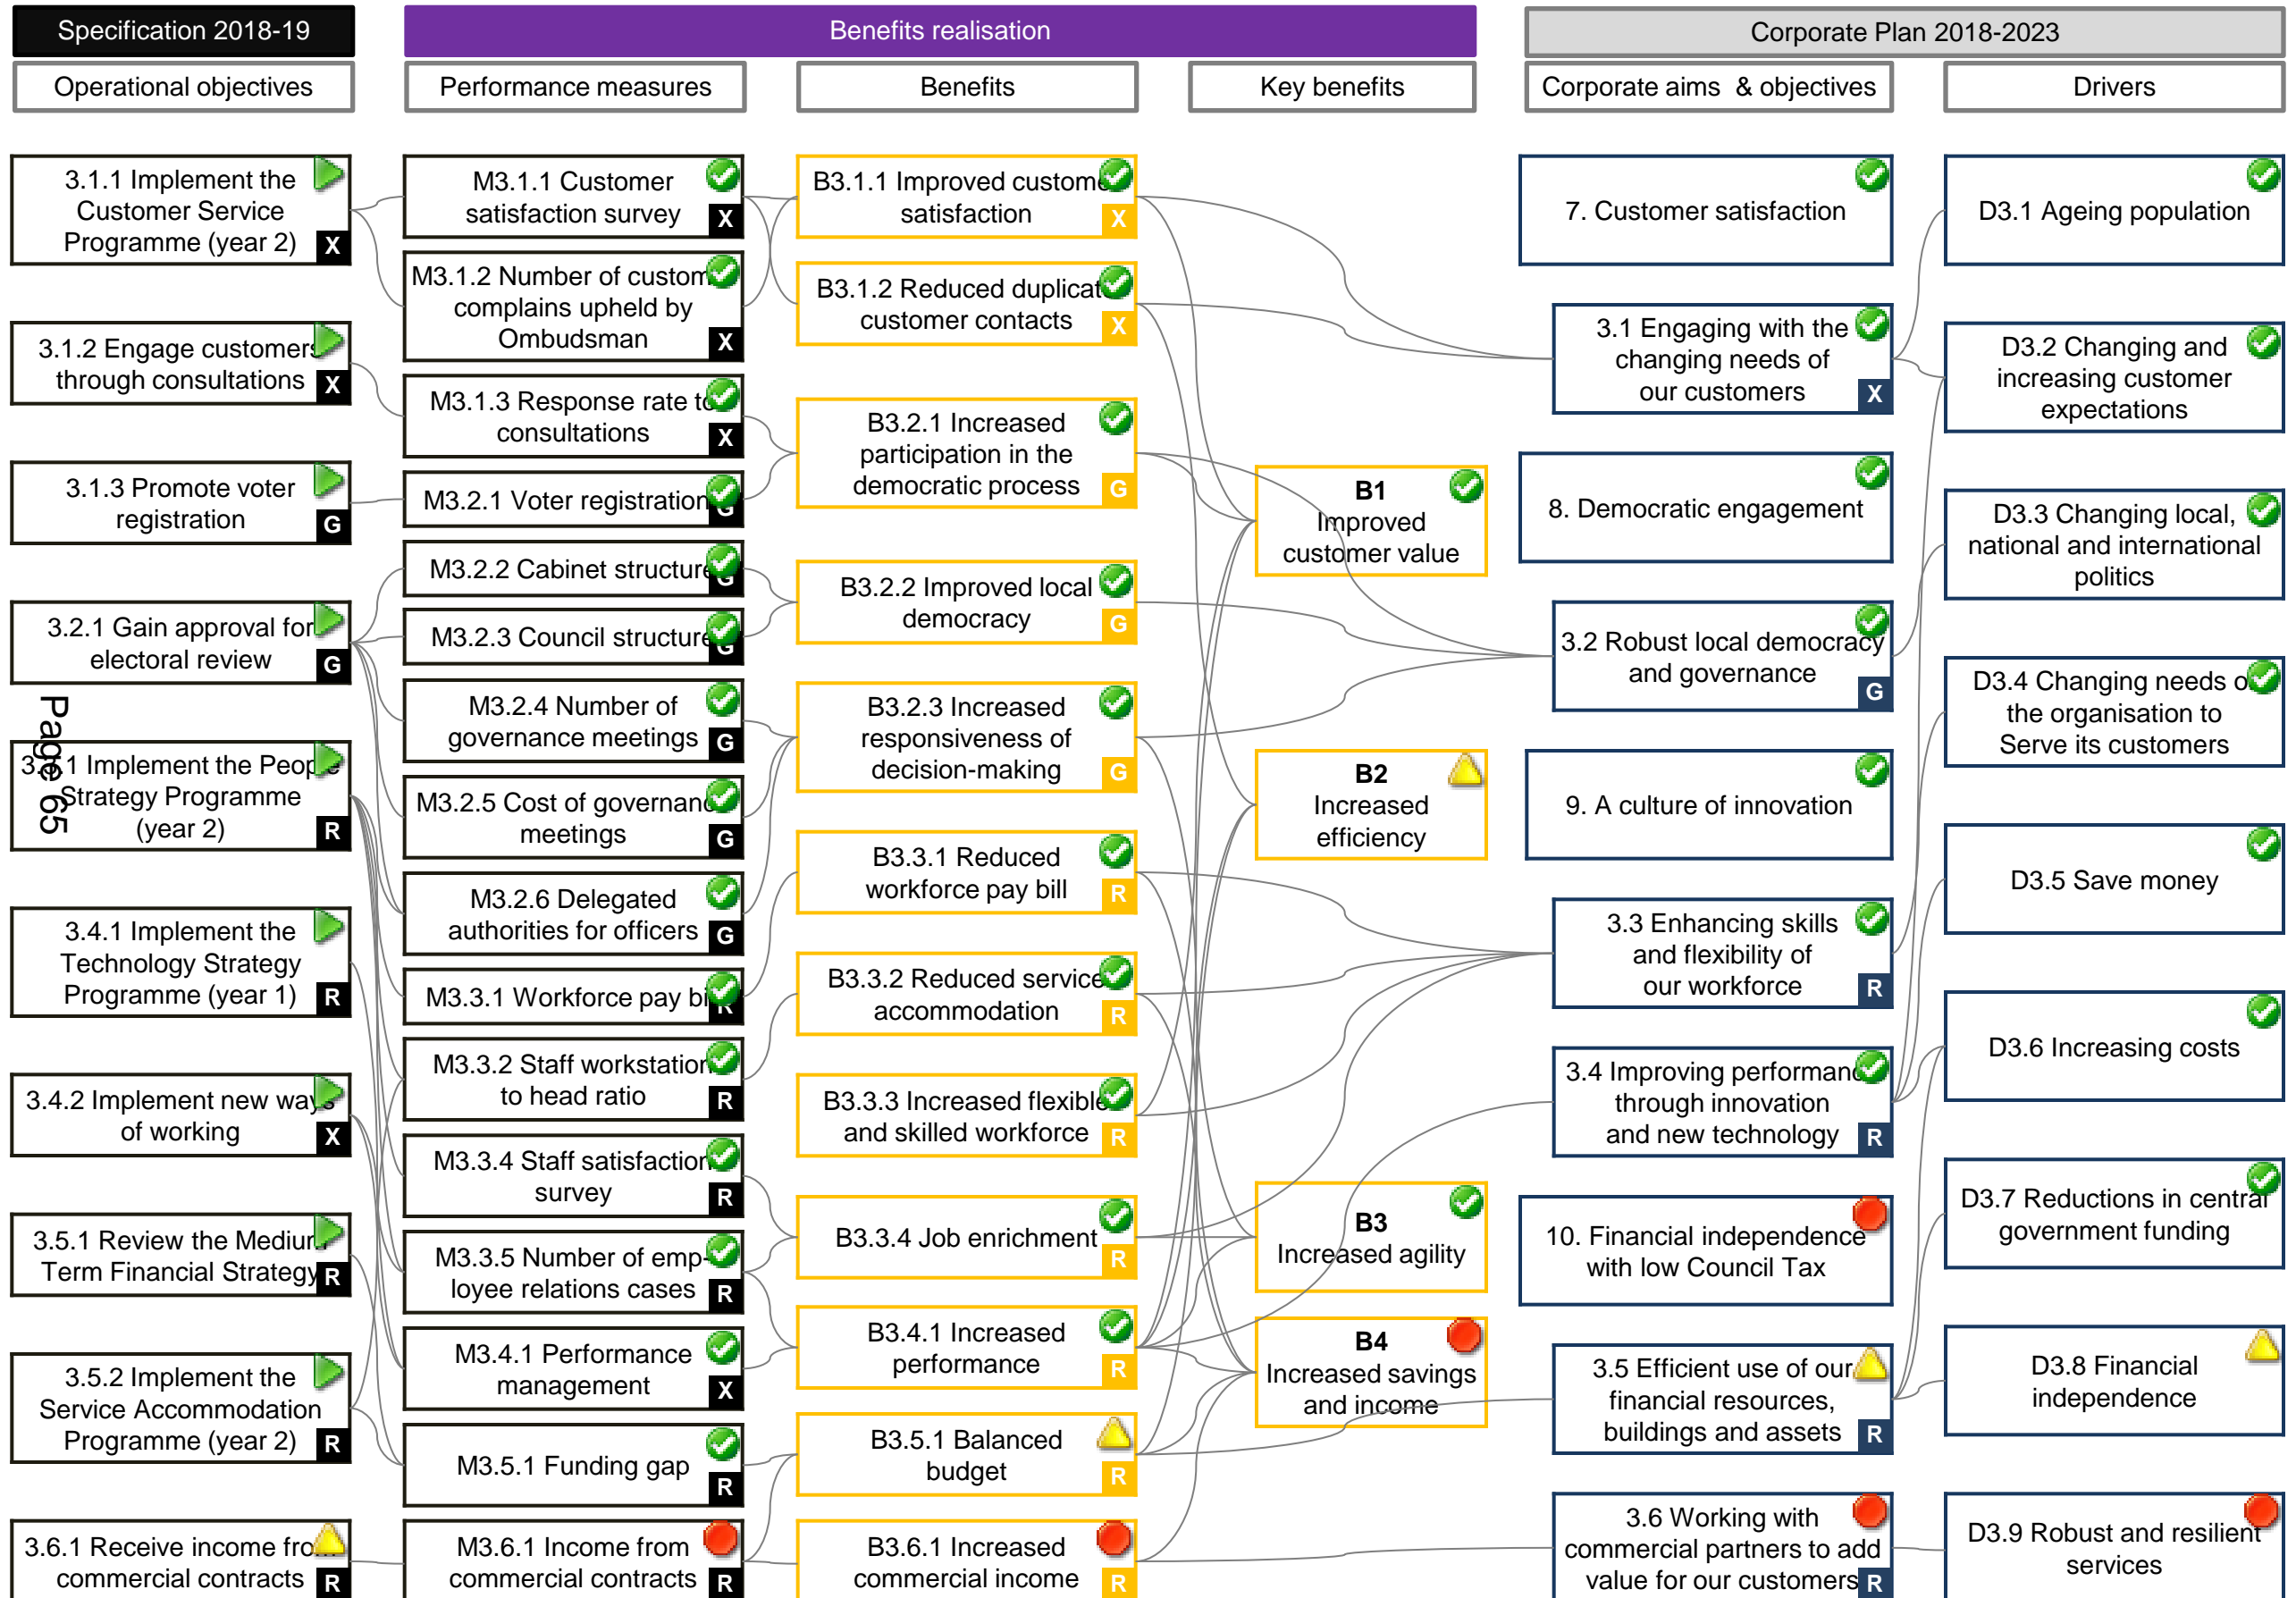 Specification 2018-19
Benefits realisation
Corporate Plan 2018-2023
Operational objectives
Performance measures
Benefits
Key benefits
Corporate aims & objectives
Drivers
3.1.1 Implement the
Customer Service
Programme (year 2)
X
3.1.2 Engage customers
through consultations
X
3.1.3 Promote voter
registration
G
3.2.1 Gain approval for
electoral review
G
Page 65
3.3.1 Implement the People
Strategy Programme
(year 2)
R
3.4.1 Implement the
Technology Strategy
Programme (year 1)
R
3.4.2 Implement new ways
of working
X
3.5.1 Review the Medium
Term Financial Strategy
R
3.5.2 Implement the
Service Accommodation
Programme (year 2)
R
3.6.1 Receive income from
commercial contracts
R
M3.1.1 Customer
satisfaction survey
X
M3.1.2 Number of custom
complains upheld by
Ombudsman
X
M3.1.3 Response rate to
consultations
X
M3.2.1 Voter registration
G
M3.2.2 Cabinet structure
G
M3.2.3 Council structure
G
M3.2.4 Number of
governance meetings
G
M3.2.5 Cost of governanc
meetings
G
M3.2.6 Delegated
authorities for officers
G
M3.3.1 Workforce pay bi
R
M3.3.2 Staff workstation
to head ratio
R
M3.3.4 Staff satisfaction
survey
R
M3.3.5 Number of emp-
loyee relations cases
R
M3.4.1 Performance
management
X
M3.5.1 Funding gap
R
M3.6.1 Income from
commercial contracts
R
B3.1.1 Improved custome
satisfaction
X
B3.1.2 Reduced duplicat
customer contacts
X
B3.2.1 Increased
participation in the
democratic process
G
B3.2.2 Improved local
democracy
G
B3.2.3 Increased
responsiveness of
decision-making
G
B3.3.1 Reduced
workforce pay bill
R
B3.3.2 Reduced service
accommodation
R
B3.3.3 Increased flexible
and skilled workforce
R
B3.3.4 Job enrichment
R
B3.4.1 Increased
performance
R
B3.5.1 Balanced
budget
R
B3.6.1 Increased
commercial income
R
B1
Improved
customer value
B2
Increased
efficiency
B3
Increased agility
B4
Increased savings
and income
7. Customer satisfaction
3.1 Engaging with the
changing needs of
our customers
X
8. Democratic engagement
3.2 Robust local democracy
and governance
G
9. A culture of innovation
3.3 Enhancing skills
and flexibility of
our workforce
R
3.4 Improving performanc
through innovation
and new technology
R
10. Financial independence
with low Council Tax
3.5 Efficient use of our
financial resources,
buildings and assets
R
3.6 Working with
commercial partners to add
value for our customers
R
D3.1 Ageing population
D3.2 Changing and
increasing customer
expectations
D3.3 Changing local,
national and international
politics
D3.4 Changing needs o
the organisation to
Serve its customers
D3.5 Save money
D3.6 Increasing costs
D3.7 Reductions in central
government funding
D3.8 Financial
independence
D3.9 Robust and resilient
services